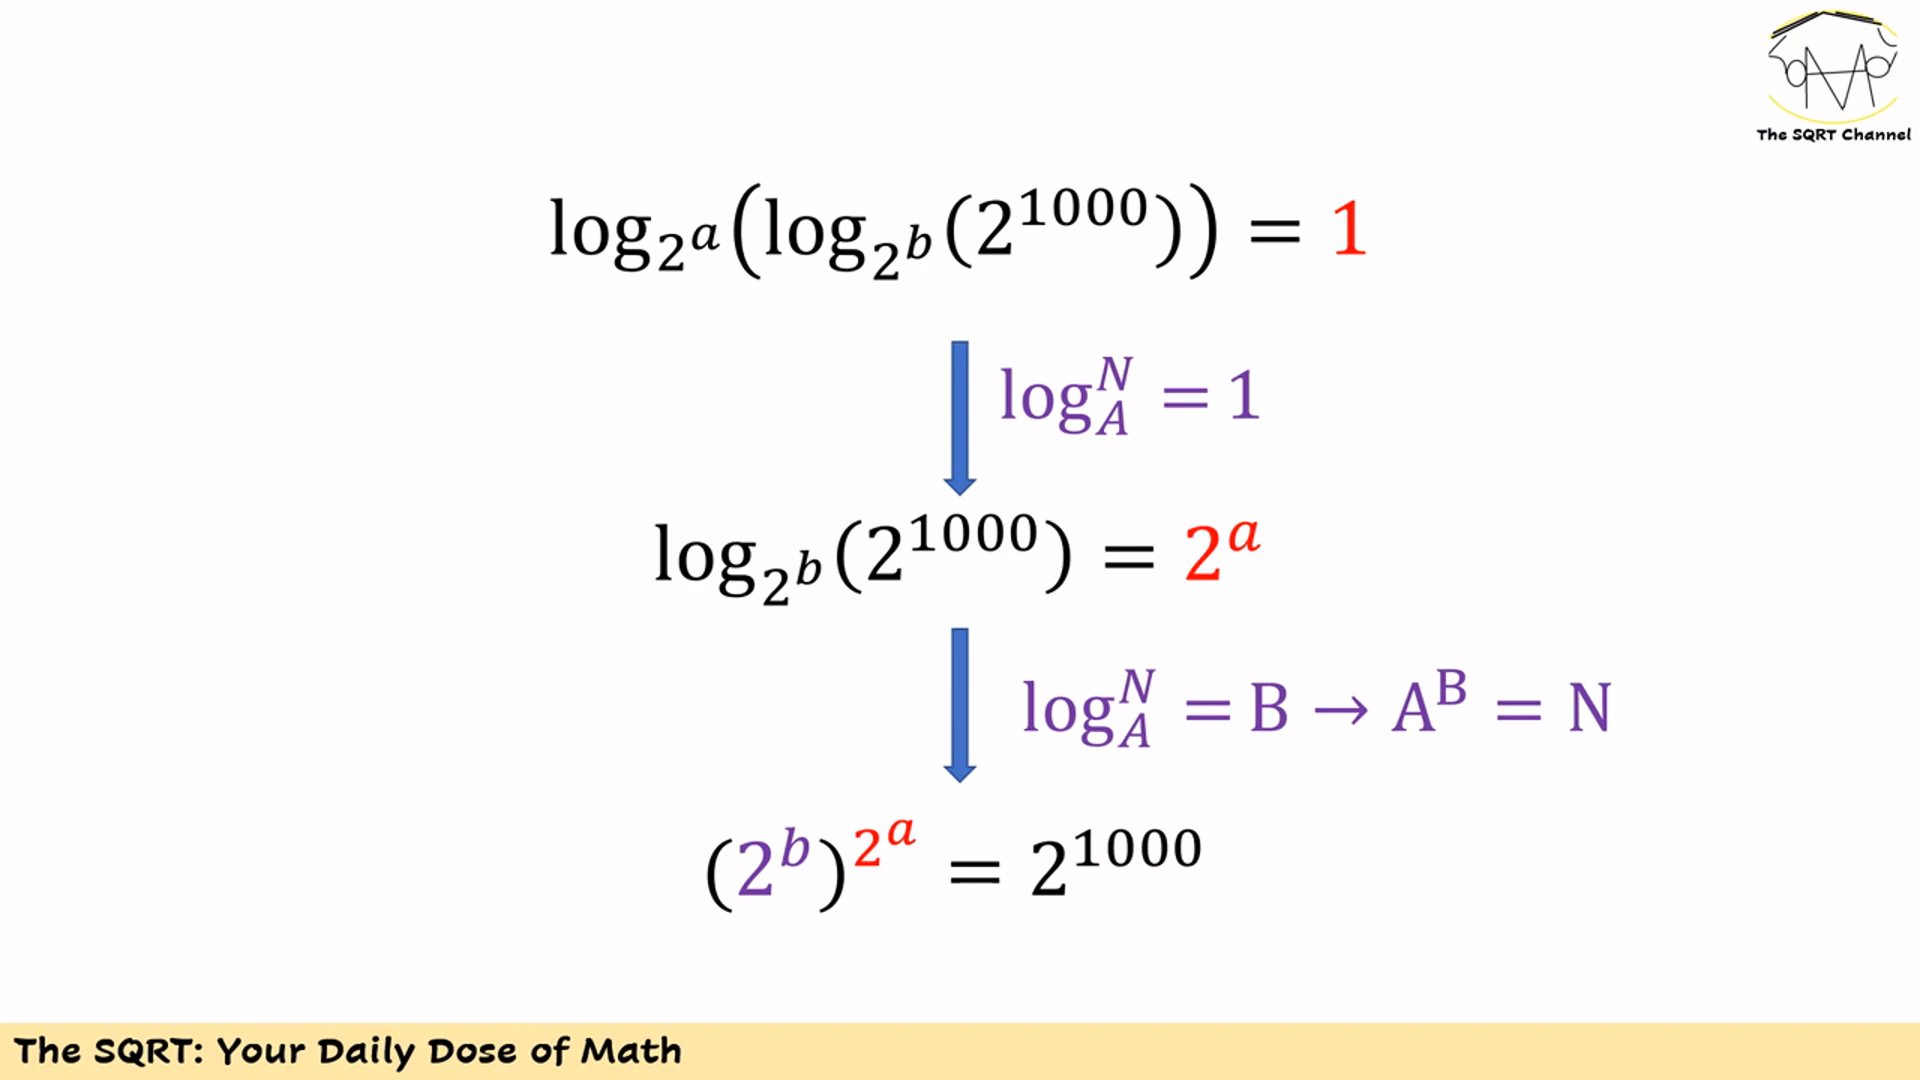 The SQRT Channel
log_{2^a}(log_{2^b}(2^{1000})) = 1
log_A^N = 1
log_{2^b}(2^{1000}) = 2^a
log_A^N = B → A^B = N
(2^b)^{2^a} = 2^{1000}
The SQRT: Your Daily Dose of Math